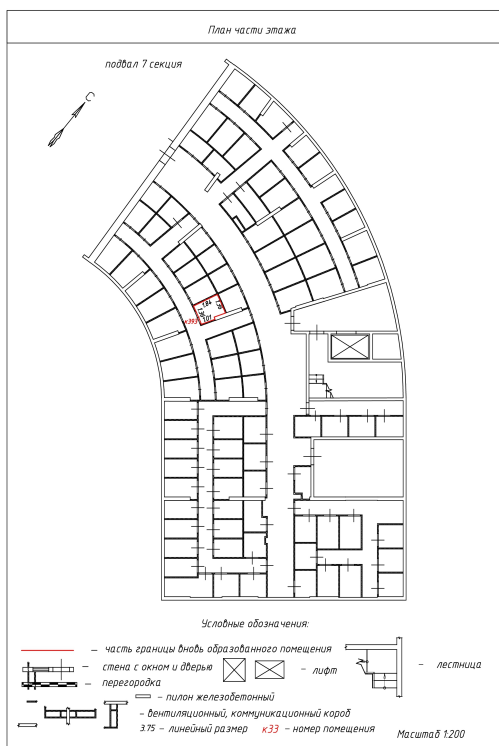 План части этажа
подвал 7 секция
С
к393
Условные обозначения:
— часть границы вновь образованного помещения
— стена с окном и дверью
— лифт
— лестница
— перегородка
— пилон железобетонный
— вентиляционный, коммуникационный короб
3.75 — линейный размер к33 — номер помещения
Масштаб 1:200